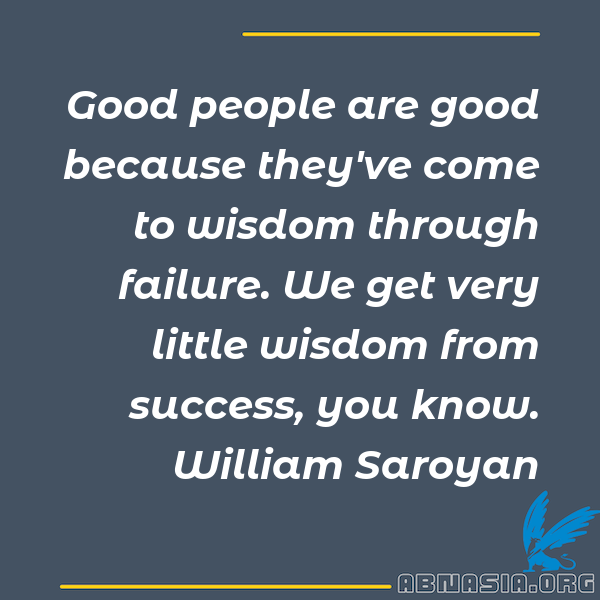 Good people are good
because they've come
to wisdom through
failure. We get very
little wisdom from
success, you know.
William Saroyan
ABNASIA.ORG